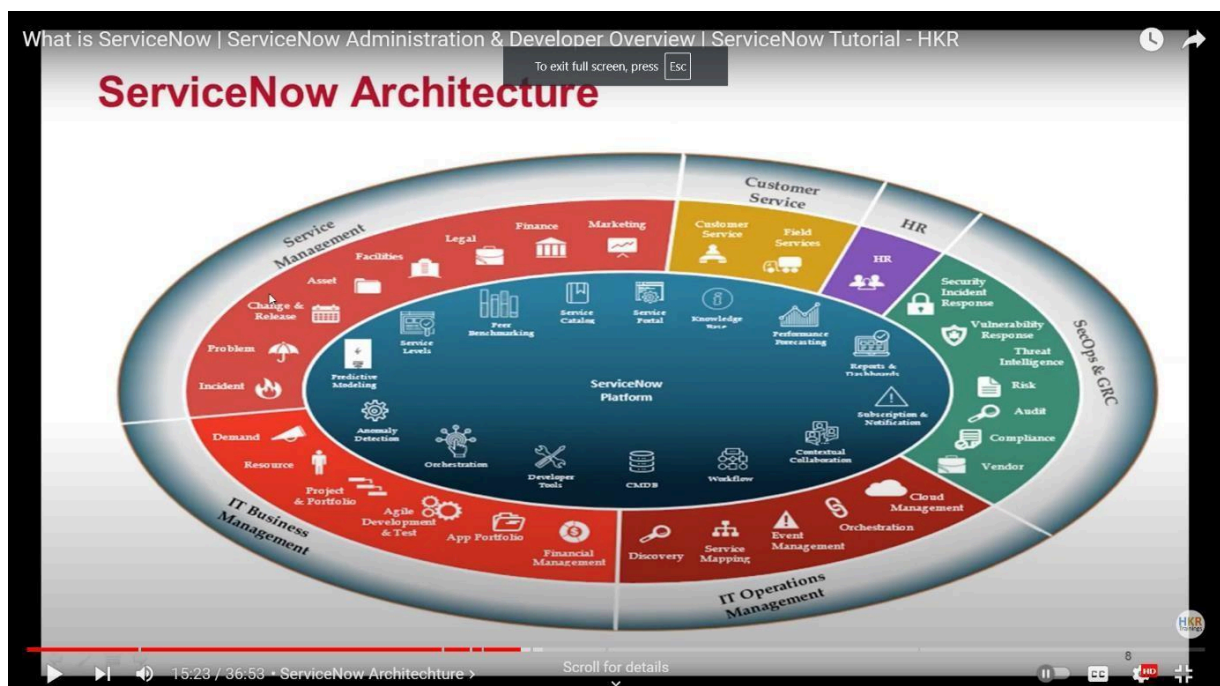 What is ServiceNow | ServiceNow Administration & Developer Overview | ServiceNow Tutorial - HKR
To exit full screen, press Esc
ServiceNow Architecture
Service
Management
Customer
Service
HR
SecOps & GRC
IT Operations
Management
IT Business
Management
Incident
Problem
Change &
Release
Asset
Facilities
Legal
Finance
Marketing
Customer
Service
Field
Services
HR
Security
Incident
Response
Vulnerability
Response
Threat
Intelligence
Risk
Audit
Compliance
Vendor
Cloud
Management
Orchestration
Event
Management
Service
Mapping
Discovery
Financial
Management
App Portfolio
Agile
Development
& Test
Project
& Portfolio
Resource
Demand
Predictive
Modeling
Service
Levels
Peer
Benchmarking
Service
Catalog
Service
Portal
Knowledge
Base
Performance
Forecasting
Reports &
Dashboards
Subscription &
Notification
Contextual
Collaboration
Workflow
CMDB
Developer
Tools
Orchestration
Anomaly
Detection
ServiceNow
Platform
HKR
trainings
8
15:23 / 36:53 • ServiceNow Architechture >
Scroll for details
CC
HD